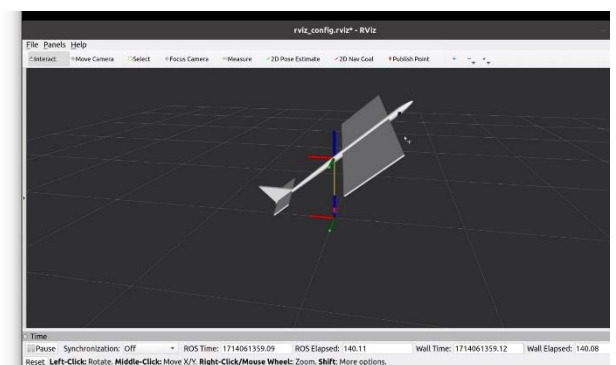 rviz_config.rviz* - RViz
File Panels Help
Interact Move Camera Select Focus Camera Measure 2D Pose Estimate 2D Nav Goal Publish Point
Time
Pause Synchronization: Off ROS Time: 1714061359.09 ROS Elapsed: 140.11 Wall Time: 1714061359.12 Wall Elapsed: 140.08
Reset Left-Click: Rotate. Middle-Click: Move X/Y. Right-Click/Mouse Wheel: Zoom. Shift: More options.